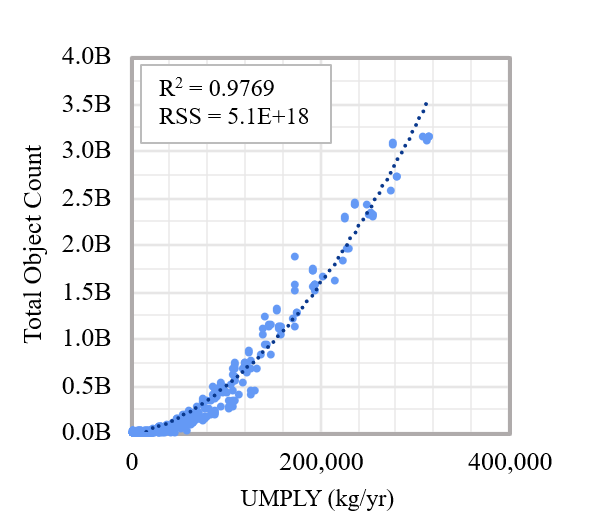 4.0B
R² = 0.9769
RSS = 5.1E+18
3.5B
3.0B
2.5B
2.0B
1.5B
1.0B
0.5B
0.0B
Total Object Count
0 200,000 400,000
UMPLY (kg/yr)